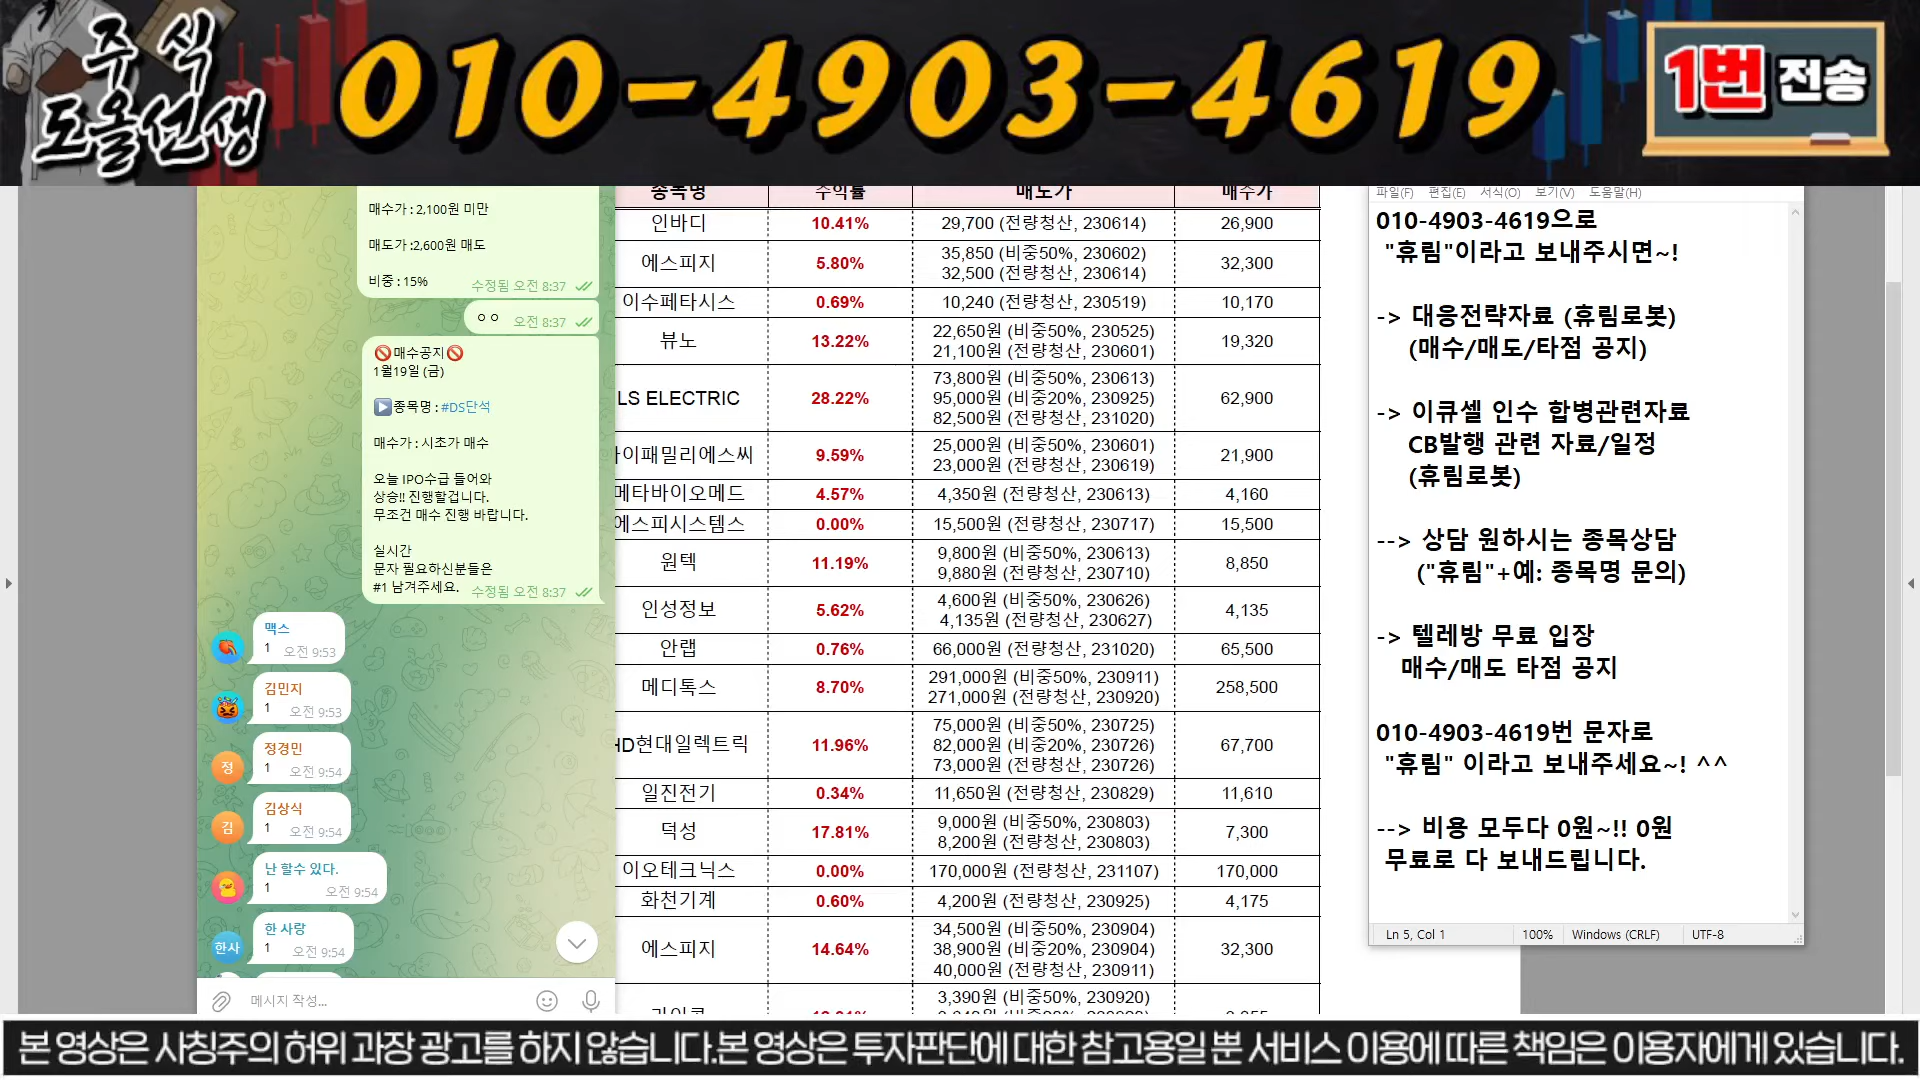 주식
도올선생
010-4903-4619
1번 전송
매수가 : 2,100원 미만
매도가 :2,600원 매도
비중 : 15%
수정됨 오전 8:37
ㅇㅇ 오전 8:37
🚫매수공지🚫
1월19일 (금)
▶️종목명 : #DS단석
매수가 : 시초가 매수
오늘 IPO수급 들어와
상승!! 진행할겁니다.
무조건 매수 진행 바랍니다.
실시간
문자 필요하신분들은
#1 남겨주세요. 수정됨 오전 8:37
맥스
1 오전 9:53
김민지
1 오전 9:53
정 정경민
1 오전 9:54
김 김상식
1 오전 9:54
난 할수 있다.
1 오전 9:54
한사 한 사랑
1 오전 9:54
메시지 작성...
종목명 수익률 매도가 매수가
인바디 10.41% 29,700 (전량청산, 230614) 26,900
에스피지 5.80% 35,850 (비중50%, 230602) 32,300
32,500 (전량청산, 230614)
이수페타시스 0.69% 10,240 (전량청산, 230519) 10,170
뷰노 13.22% 22,650원 (비중50%, 230525) 19,320
21,100원 (전량청산, 230601)
LS ELECTRIC 28.22% 73,800원 (비중50%, 230613) 62,900
95,000원 (비중20%, 230925)
82,500원 (전량청산, 231020)
이패밀리에스씨 9.59% 25,000원 (비중50%, 230601) 21,900
23,000원 (전량청산, 230619)
메타바이오메드 4.57% 4,350원 (전량청산, 230613) 4,160
에스피시스템스 0.00% 15,500원 (전량청산, 230717) 15,500
원텍 11.19% 9,800원 (비중50%, 230613) 8,850
9,880원 (전량청산, 230710)
인성정보 5.62% 4,600원 (비중50%, 230626) 4,135
4,135원 (전량청산, 230627)
안랩 0.76% 66,000원 (전량청산, 231020) 65,500
메디톡스 8.70% 291,000원 (비중50%, 230911) 258,500
271,000원 (전량청산, 230920)
HD현대일렉트릭 11.96% 75,000원 (비중50%, 230725) 67,700
82,000원 (비중20%, 230726)
73,000원 (전량청산, 230726)
일진전기 0.34% 11,650원 (전량청산, 230829) 11,610
덕성 17.81% 9,000원 (비중50%, 230803) 7,300
8,200원 (전량청산, 230803)
이오테크닉스 0.00% 170,000원 (전량청산, 231107) 170,000
화천기계 0.60% 4,200원 (전량청산, 230925) 4,175
에스피지 14.64% 34,500원 (비중50%, 230904) 32,300
38,900원 (비중20%, 230904)
40,000원 (전량청산, 230911)
3,390원 (비중50%, 230920)
파일(F) 편집(E) 서식(O) 보기(V) 도움말(H)
010-4903-4619으로
"휴림"이라고 보내주시면~!
-> 대응전략자료 (휴림로봇)
(매수/매도/타점 공지)
-> 이큐셀 인수 합병관련자료
CB발행 관련 자료/일정
(휴림로봇)
--> 상담 원하시는 종목상담
("휴림"+예: 종목명 문의)
-> 텔레방 무료 입장
매수/매도 타점 공지
010-4903-4619번 문자로
"휴림" 이라고 보내주세요~! ^^
--> 비용 모두다 0원~!! 0원
무료로 다 보내드립니다.
Ln 5, Col 1 100% Windows (CRLF) UTF-8
본 영상은 사칭주의 허위 과장 광고를 하지 않습니다.본 영상은 투자판단에 대한 참고용일 뿐 서비스 이용에 따른 책임은 이용자에게 있습니다.